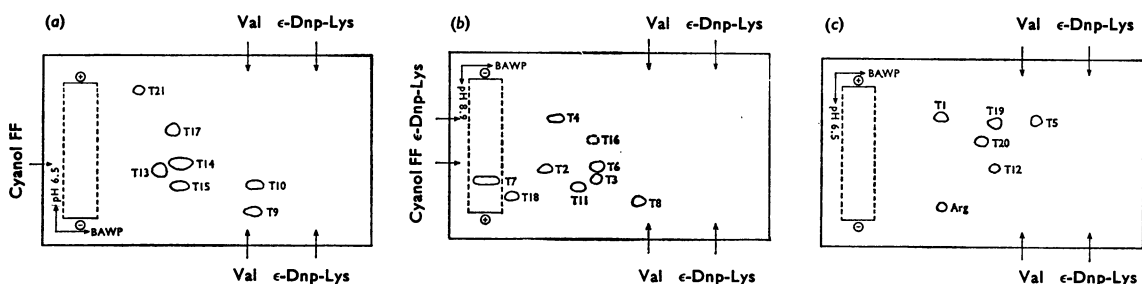 (a)
Val ε-Dnp-Lys
(b)
Val ε-Dnp-Lys
(c)
Val ε-Dnp-Lys
Cyanol FF
⊕
T21
T17
T14
T13
T15
T10
T9
pH 6.5
⊖
BAWP
Val ε-Dnp-Lys
Cyanol FF ε-Dnp-Lys
⊖
BAWP
pH 8.9
T4
T16
T2
T6
T3
T7
T18
T11
T8
⊕
Val ε-Dnp-Lys
BAWP
⊕
pH 6.5
T1
T19
T5
T20
T12
Arg
⊖
Val ε-Dnp-Lys